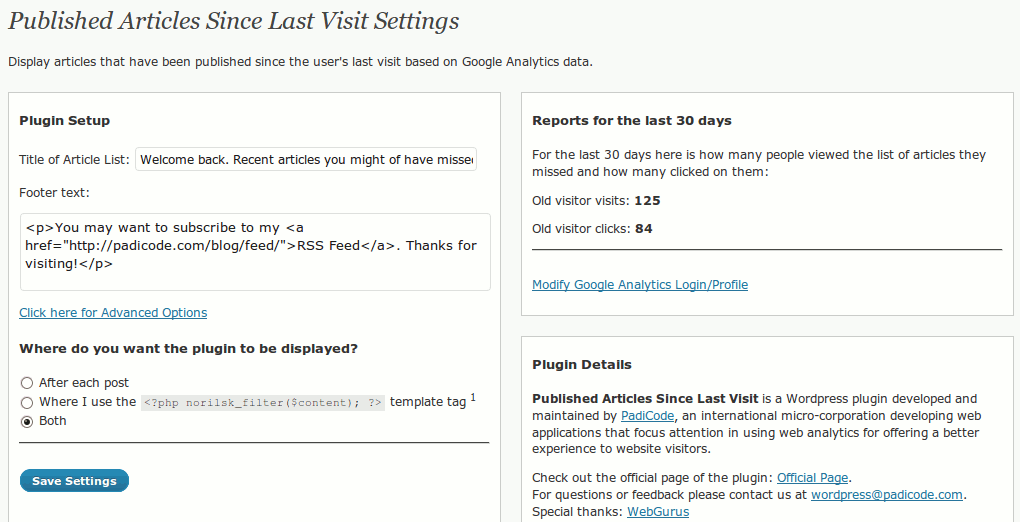 Published Articles Since Last Visit Settings
Display articles that have been published since the user's last visit based on Google Analytics data.
Plugin Setup
Title of Article List: Welcome back. Recent articles you might of have missed
Footer text:
<p>You may want to subscribe to my <a
href="http://padicode.com/blog/feed/">RSS Feed</a>. Thanks for
visiting!</p>
Click here for Advanced Options
Where do you want the plugin to be displayed?
After each post
Where I use the <?php norilsk_filter($content); ?> template tag 1
Both
Save Settings
Reports for the last 30 days
For the last 30 days here is how many people viewed the list of articles they
missed and how many clicked on them:
Old visitor visits: 125
Old visitor clicks: 84
Modify Google Analytics Login/Profile
Plugin Details
Published Articles Since Last Visit is a Wordpress plugin developed and
maintained by PadiCode, an international micro-corporation developing web
applications that focus attention in using web analytics for offering a better
experience to website visitors.
Check out the official page of the plugin: Official Page.
For questions or feedback please contact us at wordpress@padicode.com.
Special thanks: WebGurus